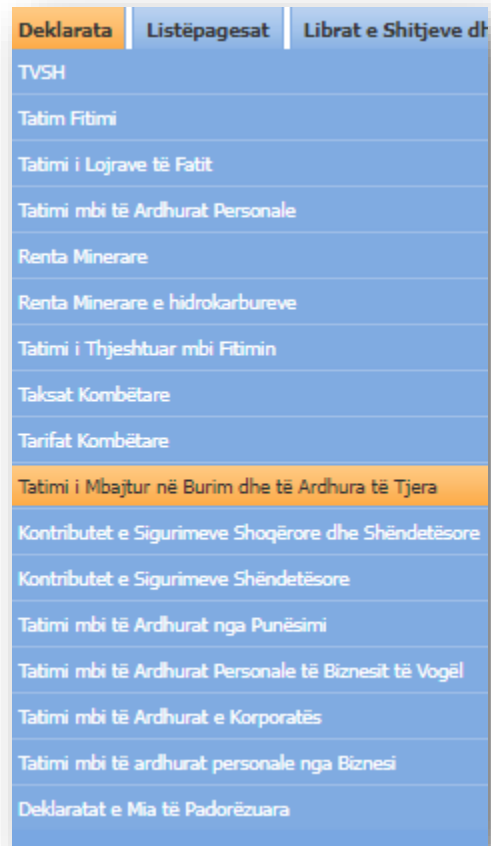 Deklarata Listëpagesat Librat e Shitjeve
TVSH
Tatim Fitimi
Tatimi i Lojrave të Fatit
Tatimi mbi të Ardhurat Personale
Renta Minerare
Renta Minerare e hidrokarbureve
Tatimi i Thjeshtuar mbi Fitimin
Taksat Kombëtare
Tarifat Kombëtare
Tatimi i Mbajtur në Burim dhe të Ardhura të Tjera
Kontributet e Sigurimeve Shoqërore dhe Shëndetësore
Kontributet e Sigurimeve Shëndetësore
Tatimi mbi të Ardhurat nga Punësimi
Tatimi mbi të Ardhurat Personale të Biznesit të Vogël
Tatimi mbi të Ardhurat e Korporatës
Tatimi mbi të ardhurat personale nga Biznesi
Deklaratat e Mia të Padorëzuara